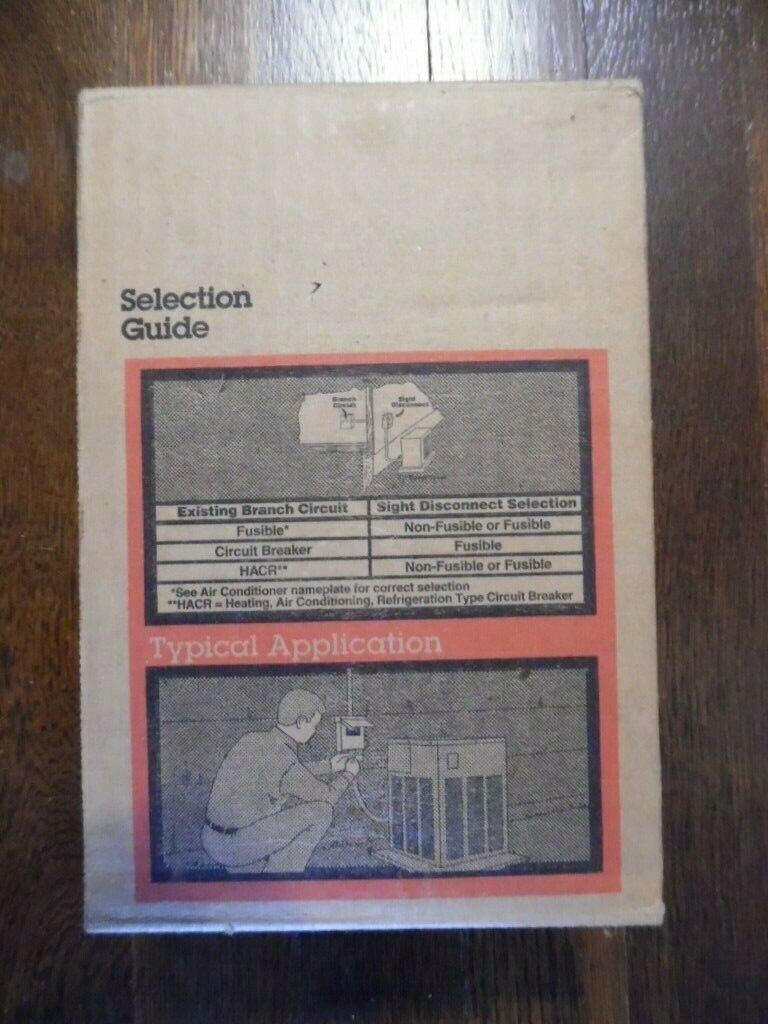 Selection
Guide
Branch
Circuit
Sight
Disconnect
Existing Branch Circuit
Sight Disconnect Selection
Fusible*
Non-Fusible or Fusible
Circuit Breaker
Fusible
HACR**
Non-Fusible or Fusible
*See Air Conditioner nameplate for correct selection
**HACR = Heating, Air Conditioning, Refrigeration Type Circuit Breaker
Typical Application